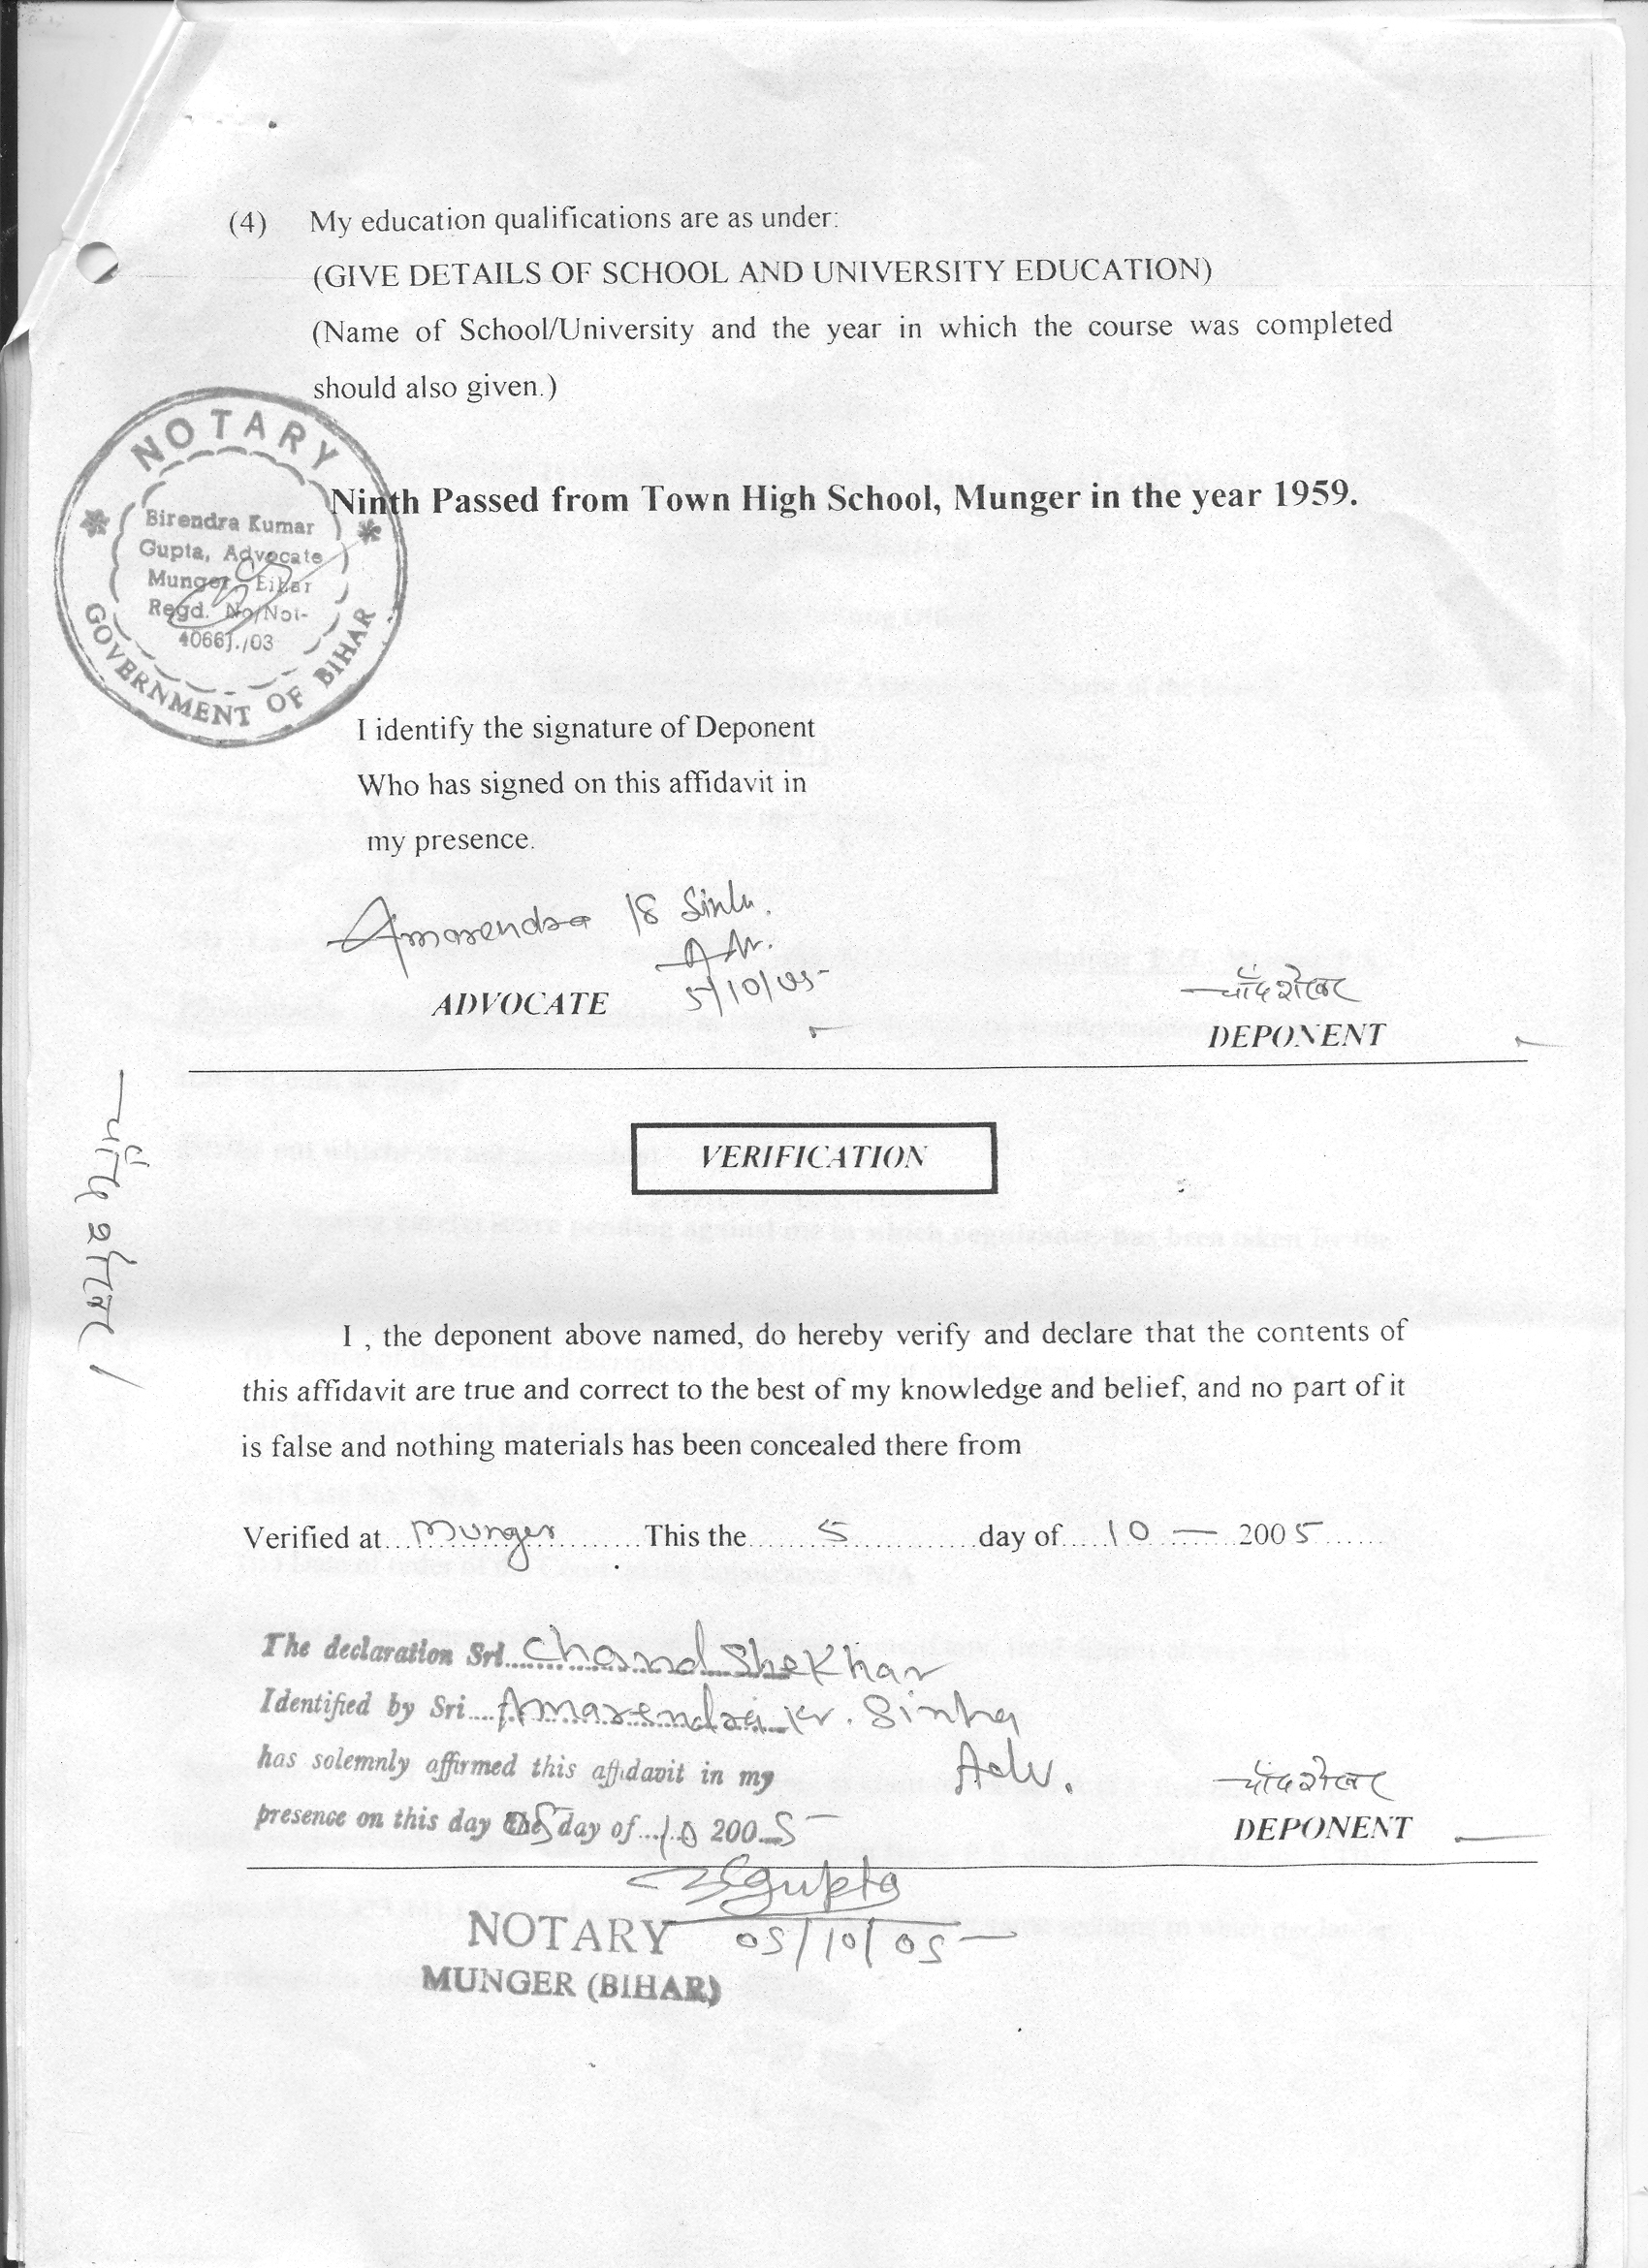 (4) My education qualifications are as under:
(GIVE DETAILS OF SCHOOL AND UNIVERSITY EDUCATION)
(Name of School/University and the year in which the course was completed
should also given.)
NOTARY
Birendra Kumar
Gupta, Advocate
Munger, Bihar
Regd. No/Not-
/03
GOVERNMENT OF BIHAR
Ninth Passed from Town High School, Munger in the year 1959.
I identify the signature of Deponent
Who has signed on this affidavit in
my presence.
Amarendra Sinha
5/10/05
ADVOCATE
चाँद शेखर
DEPONENT
चाँद शेखर
VERIFICATION
I , the deponent above named, do hereby verify and declare that the contents of
this affidavit are true and correct to the best of my knowledge and belief, and no part of it
is false and nothing materials has been concealed there from
Verified at Munger This the 5 day of 10 — 2005
The declaration Sri Chand Shekhar
Identified by Sri Amarendra Kr. Sinha
Adv.
has solemnly affirmed this affidavit in my
presence on this day 05 day of 10 2005
चाँद शेखर
DEPONENT
Gupta
NOTARY 05/10/05
MUNGER (BIHAR)